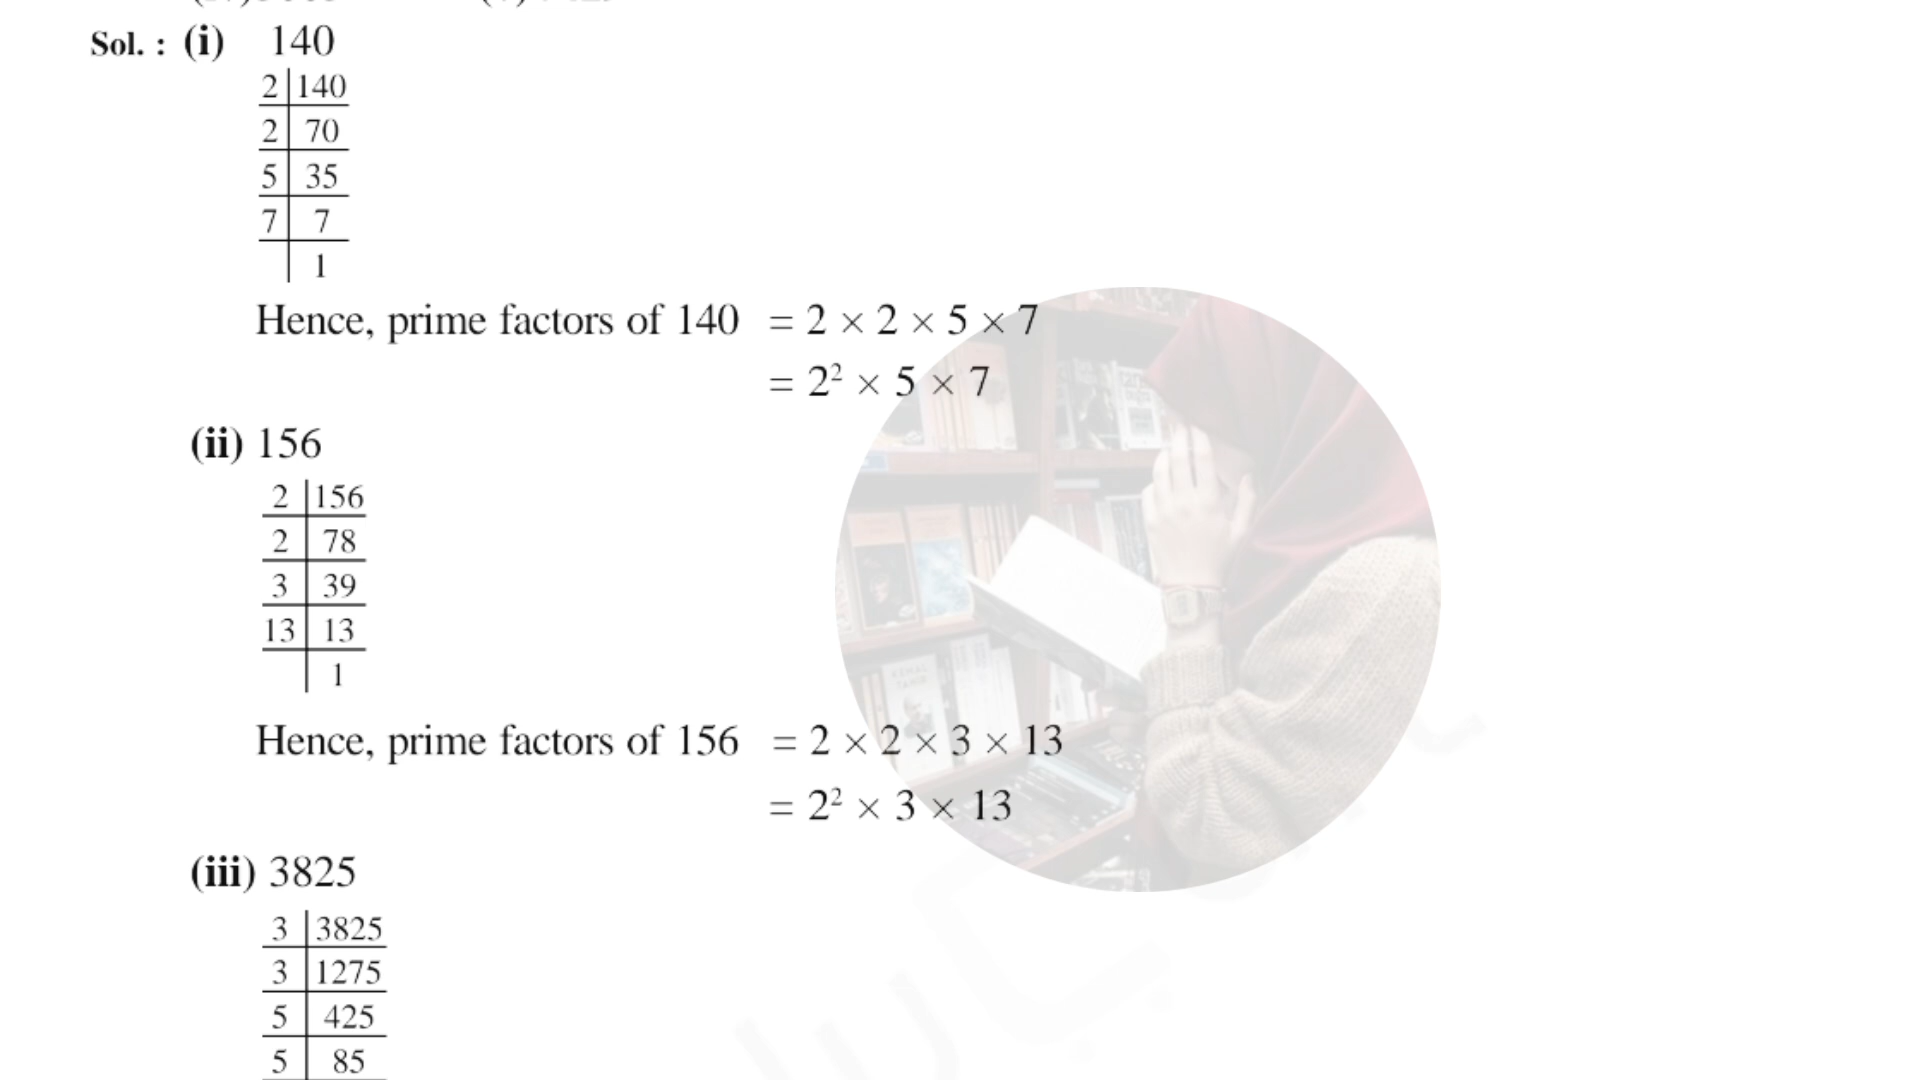 Sol. : (i) 140
2 | 140
2 | 70
5 | 35
7 | 7
| 1
Hence, prime factors of 140 = 2 × 2 × 5 × 7
= 2² × 5 × 7
(ii) 156
2 | 156
2 | 78
3 | 39
13 | 13
| 1
Hence, prime factors of 156 = 2 × 2 × 3 × 13
= 2² × 3 × 13
(iii) 3825
3 | 3825
3 | 1275
5 | 425
5 | 85